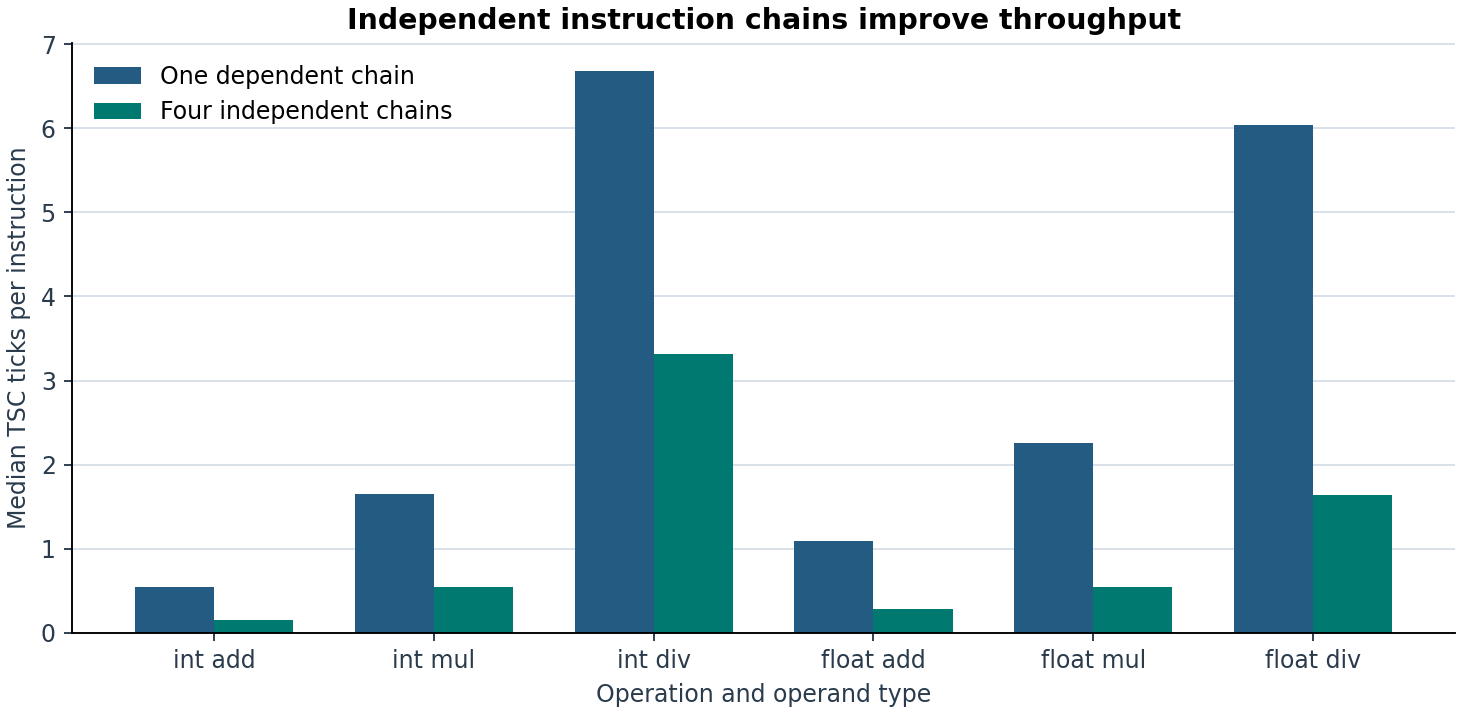 Independent instruction chains improve throughput
One dependent chain
Four independent chains
Median TSC ticks per instruction
7
6
5
4
3
2
1
0
int add
int mul
int div
float add
float mul
float div
Operation and operand type